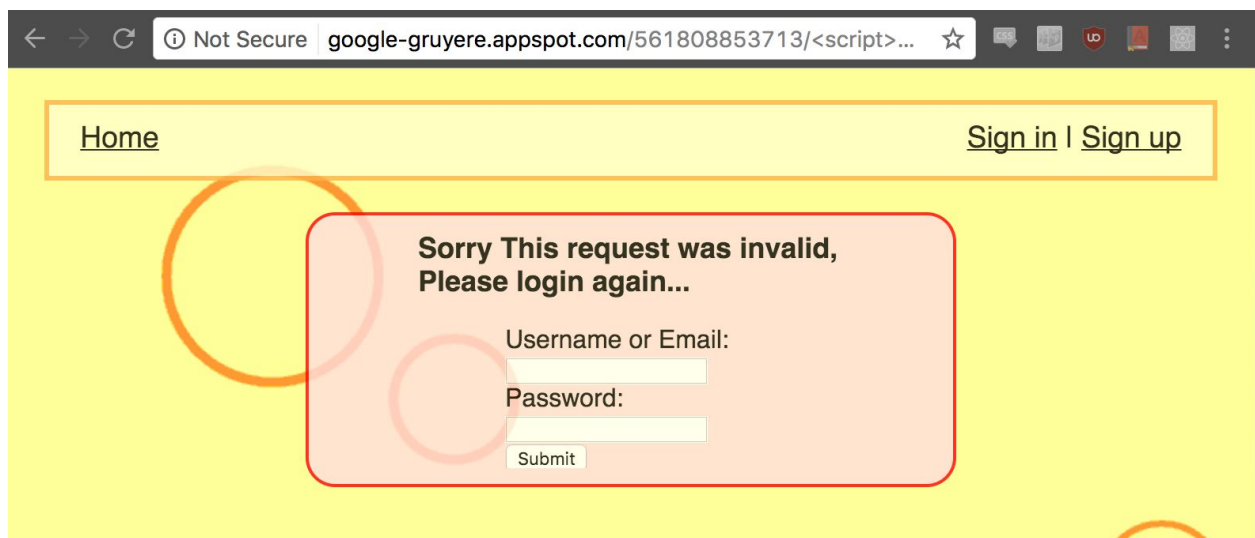 Not Secure google-gruyere.appspot.com/561808853713/<script>...
CSS
Home
Sign in | Sign up
Sorry This request was invalid,
Please login again...
Username or Email:
Password:
Submit